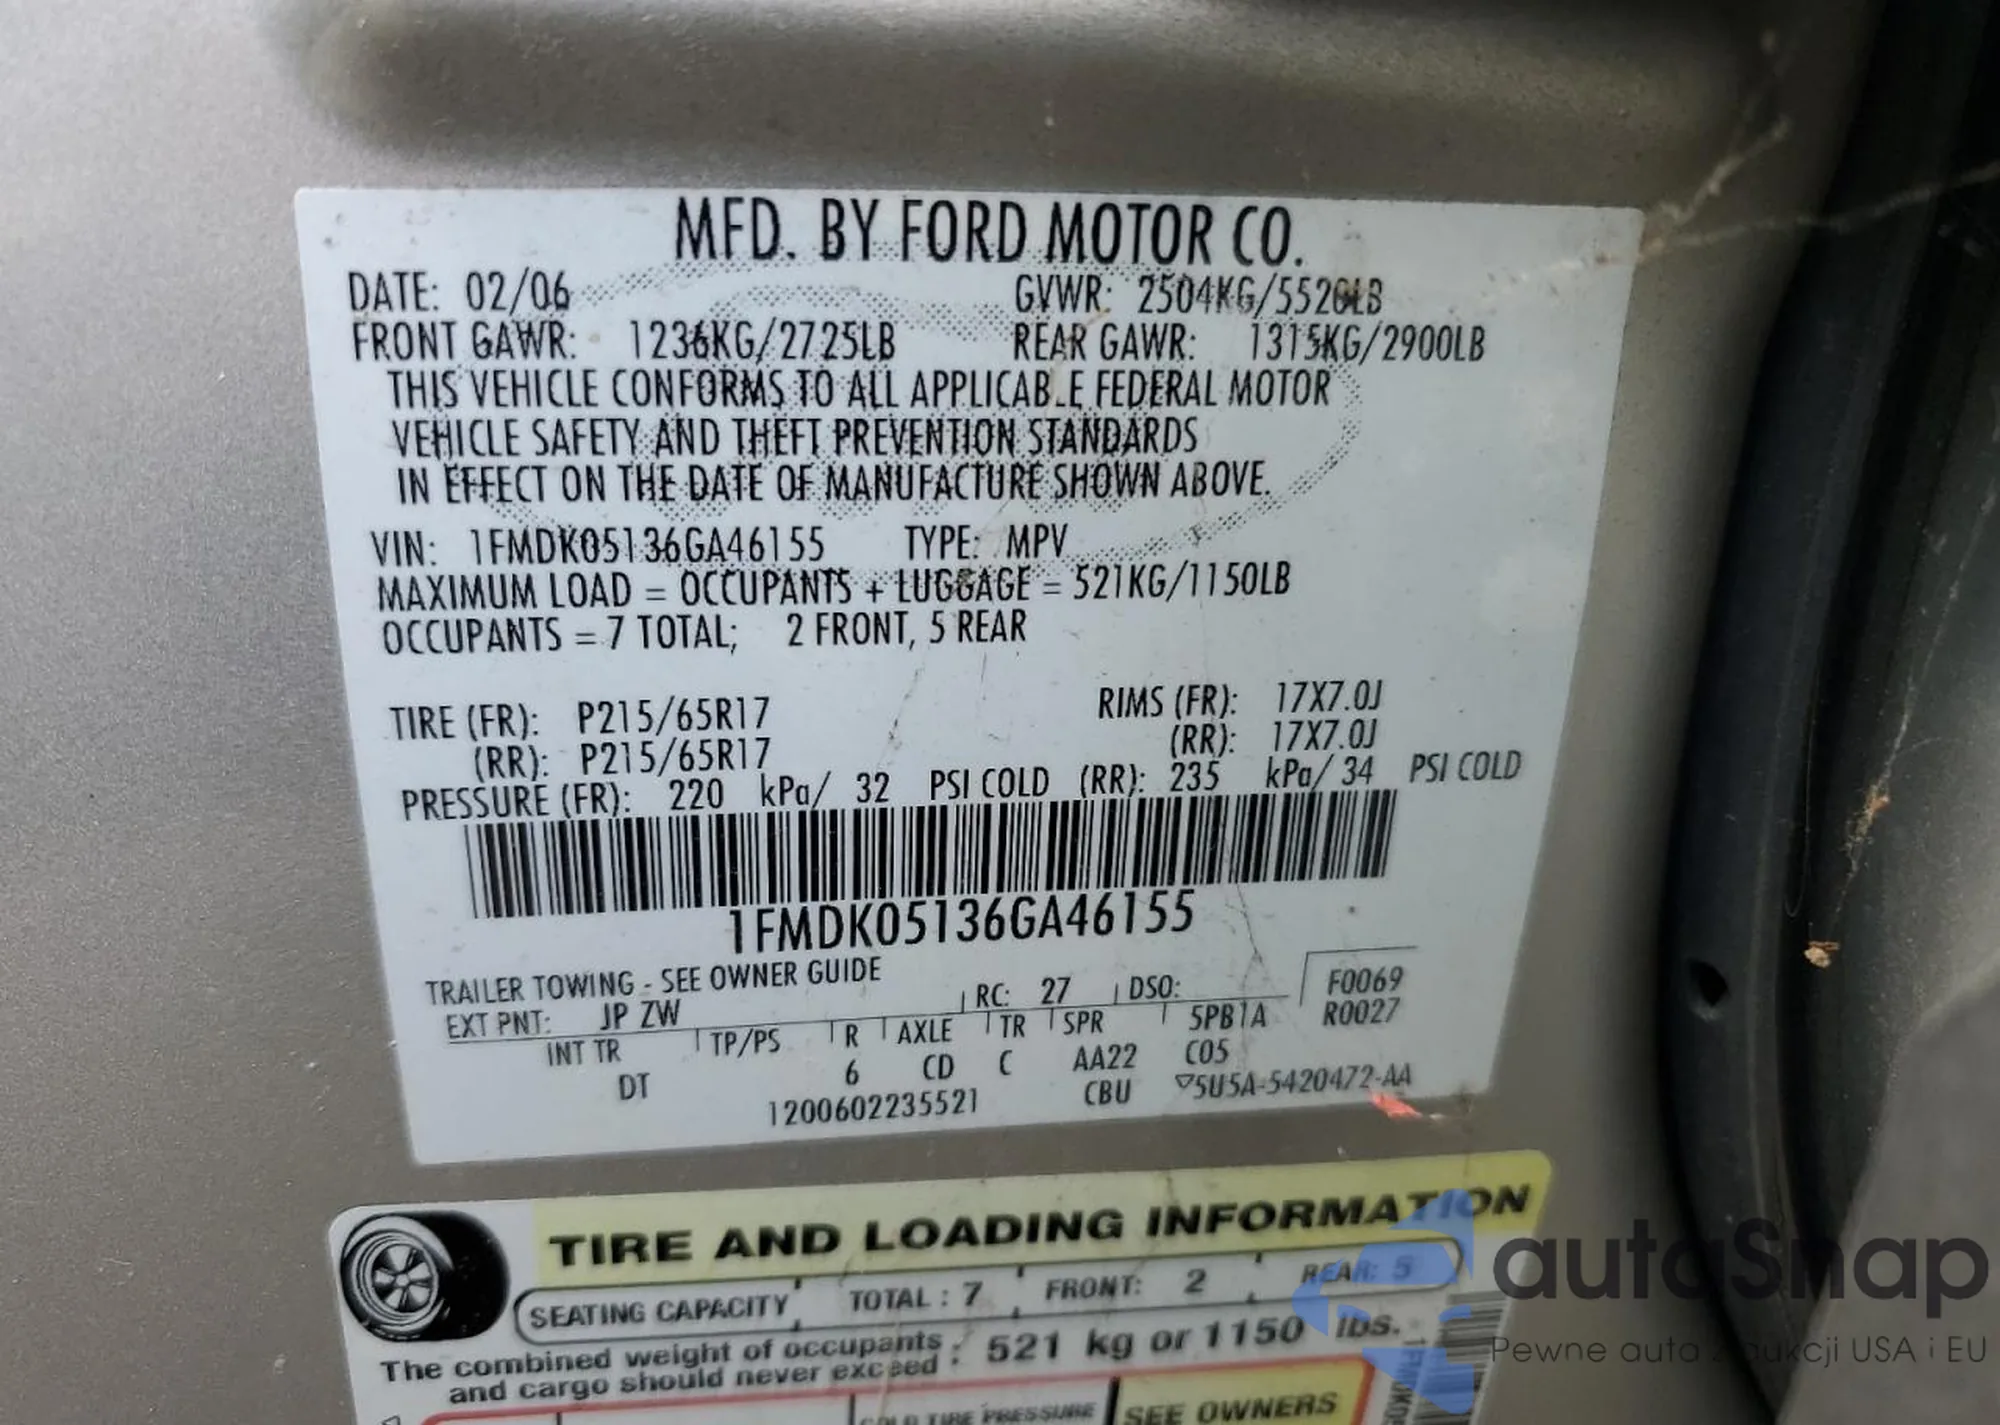 MFD. BY FORD MOTOR CO.
DATE: 02/06 GVWR: 2504KG/5520LB
FRONT GAWR: 1236KG/2725LB REAR GAWR: 1315KG/2900LB
THIS VEHICLE CONFORMS TO ALL APPLICABLE FEDERAL MOTOR
VEHICLE SAFETY AND THEFT PREVENTION STANDARDS
IN EFFECT ON THE DATE OF MANUFACTURE SHOWN ABOVE.
VIN: 1FMDK05136GA46155 TYPE: MPV
MAXIMUM LOAD = OCCUPANTS + LUGGAGE = 521KG/1150LB
OCCUPANTS = 7 TOTAL; 2 FRONT, 5 REAR
TIRE (FR): P215/65R17 RIMS (FR): 17X7.0J
(RR): P215/65R17 (RR): 17X7.0J
PRESSURE (FR): 220 kPa/ 32 PSI COLD (RR): 235 kPa/ 34 PSI COLD
1FMDK05136GA46155
TRAILER TOWING - SEE OWNER GUIDE
EXT PNT: JP ZW RC: 27 DSO: F0069
INT TR TP/PS R AXLE TR SPR 5PB1A R0027
DT 6 CD C AA22 C05
1200602235521 CBU ▽5U5A-5420472-AA
TIRE AND LOADING INFORMATION
SEATING CAPACITY TOTAL : 7 FRONT: 2 REAR: 5
The combined weight of occupants : 521 kg or 1150 lbs.
and cargo should never exceed
COLD TIRE PRESSURE SEE OWNERS
autoSnap
Pewne auta z aukcji USA i EU